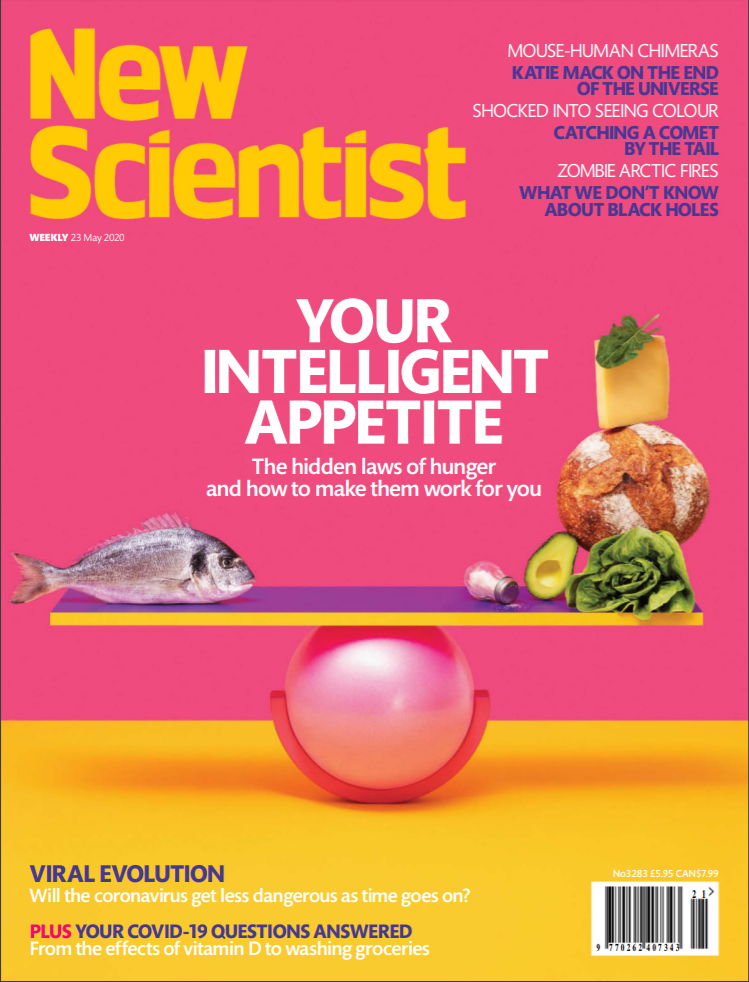 New
Scientist
WEEKLY 23 May 2020
MOUSE-HUMAN CHIMERAS
KATIE MACK ON THE END
OF THE UNIVERSE
SHOCKED INTO SEEING COLOUR
CATCHING A COMET
BY THE TAIL
ZOMBIE ARCTIC FIRES
WHAT WE DON'T KNOW
ABOUT BLACK HOLES
YOUR
INTELLIGENT
APPETITE
The hidden laws of hunger
and how to make them work for you
VIRAL EVOLUTION
Will the coronavirus get less dangerous as time goes on?
PLUS YOUR COVID-19 QUESTIONS ANSWERED
From the effects of vitamin D to washing groceries
No3283 £5.95 CAN$7.99
2 1 >
9 770262 407343